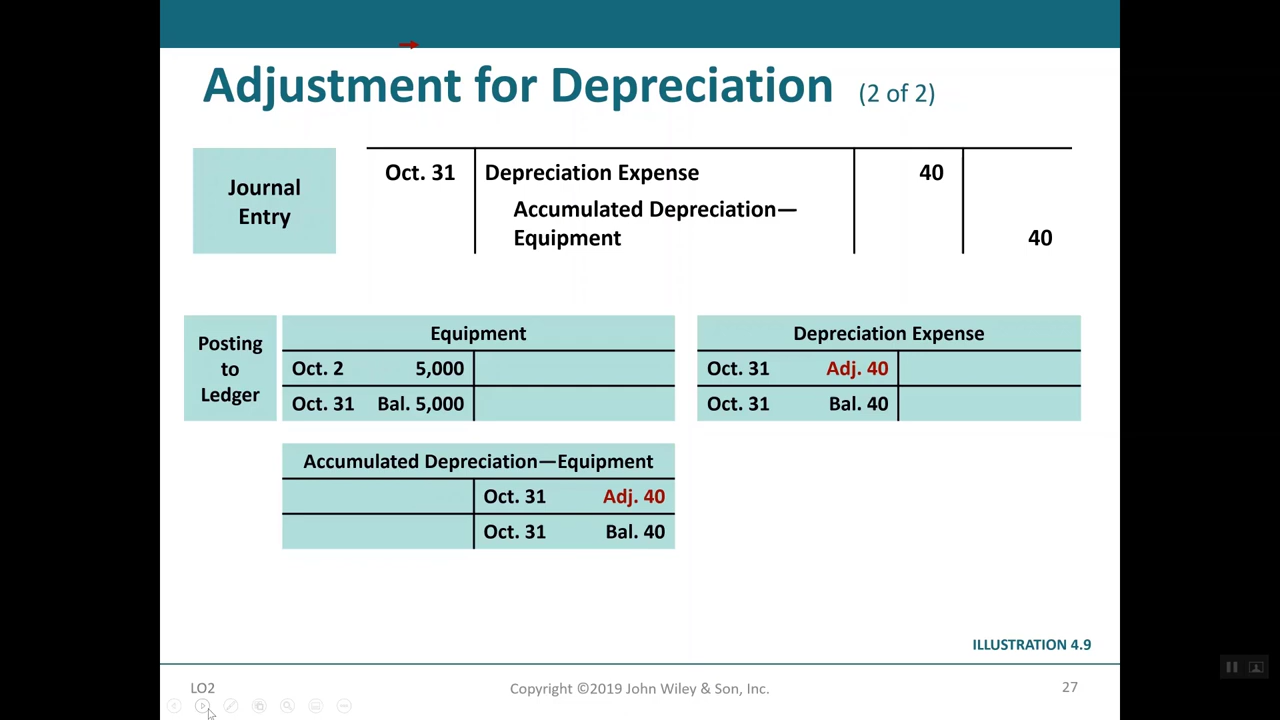 Adjustment for Depreciation (2 of 2)
Journal
Entry
Oct. 31 Depreciation Expense 40
Accumulated Depreciation—
Equipment 40
Posting
to
Ledger
Equipment
Oct. 2 5,000
Oct. 31 Bal. 5,000
Depreciation Expense
Oct. 31 Adj. 40
Oct. 31 Bal. 40
Accumulated Depreciation—Equipment
Oct. 31 Adj. 40
Oct. 31 Bal. 40
ILLUSTRATION 4.9
LO2 Copyright ©2019 John Wiley & Son, Inc. 27